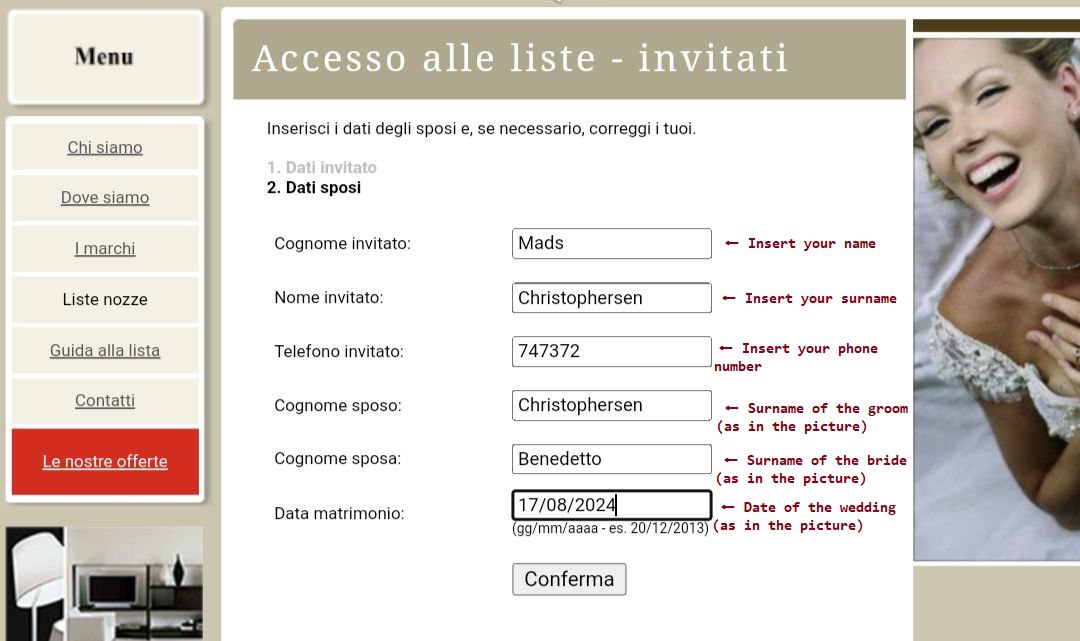 Menu
Chi siamo
Dove siamo
I marchi
Liste nozze
Guida alla lista
Contatti
Le nostre offerte
Accesso alle liste - invitati
Inserisci i dati degli sposi e, se necessario, correggi i tuoi.
1. Dati invitato
2. Dati sposi
Cognome invitato: Mads ← Insert your name
Nome invitato: Christophersen ← Insert your surname
Telefono invitato: 747372 ← Insert your phone
number
Cognome sposo: Christophersen ← Surname of the groom
(as in the picture)
Cognome sposa: Benedetto ← Surname of the bride
(as in the picture)
Data matrimonio: 17/08/2024 ← Date of the wedding
(gg/mm/aaaa - es. 20/12/2013) (as in the picture)
Conferma